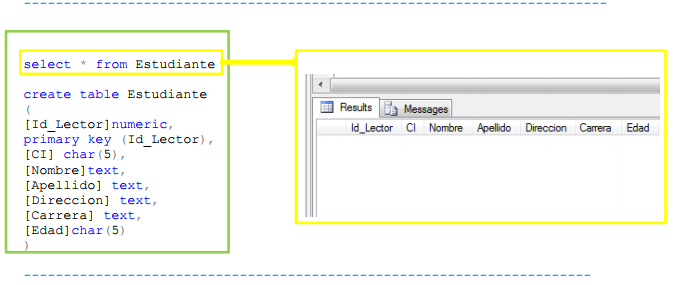 select * from Estudiante
create table Estudiante
(
[Id_Lector]numeric,
primary key (Id_Lector),
[CI] char(5),
[Nombre]text,
[Apellido] text,
[Direccion] text,
[Carrera] text,
[Edad]char(5)
)
Results Messages
Id_Lector CI Nombre Apellido Direccion Carrera Edad